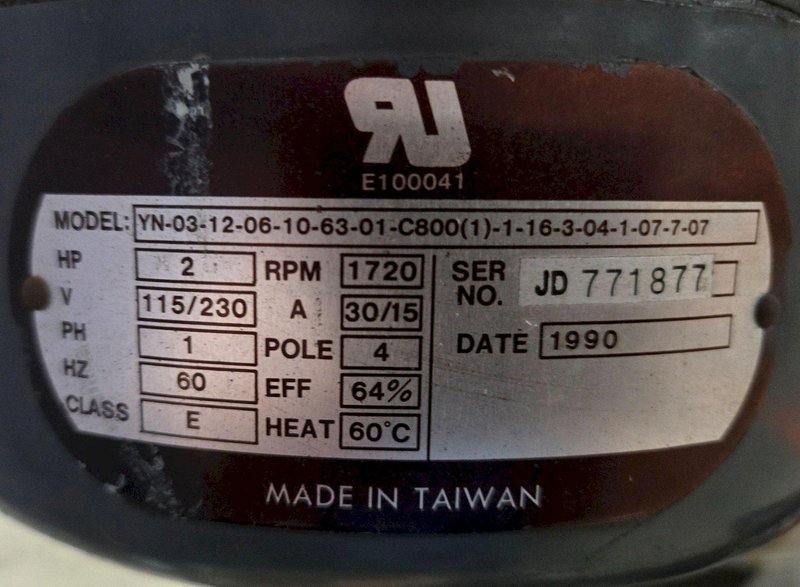 RU
E100041
MODEL: YN-03-12-06-10-63-01-C800(1)-1-16-3-04-1-07-7-07
HP 2 RPM 1720 SER NO. JD 771877
V 115/230 A 30/15
PH 1 POLE 4 DATE 1990
HZ 60 EFF 64%
CLASS E HEAT 60°C
MADE IN TAIWAN